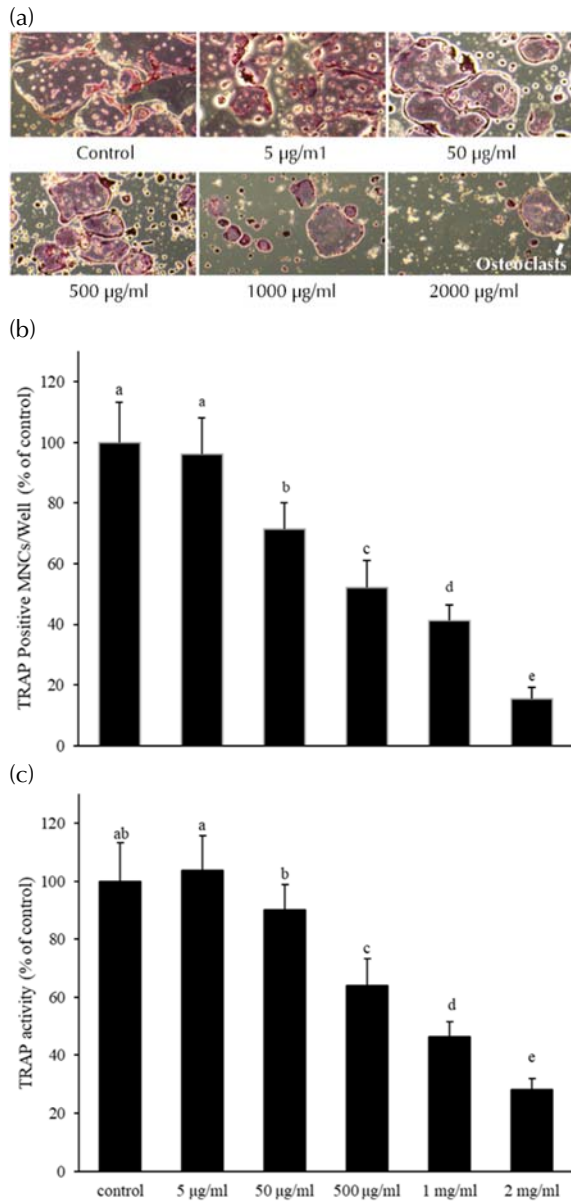 (a)
Control 5 µg/m1 50 µg/ml
Osteoclasts
500 µg/ml 1000 µg/ml 2000 µg/ml
(b)
TRAP Positive MNCs/Well (% of control)
120
100
80
60
40
20
0
a a b c d e
(c)
TRAP activity (% of control)
120
100
80
60
40
20
0
ab a b c d e
control 5 µg/ml 50 µg/ml 500 µg/ml 1 mg/ml 2 mg/ml